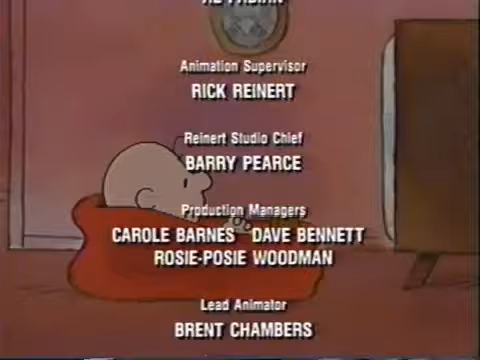 Animation Supervisor
RICK REINERT
Reinert Studio Chief
BARRY PEARCE
Production Managers
CAROLE BARNES DAVE BENNETT
ROSIE-POSIE WOODMAN
Lead Animator
BRENT CHAMBERS